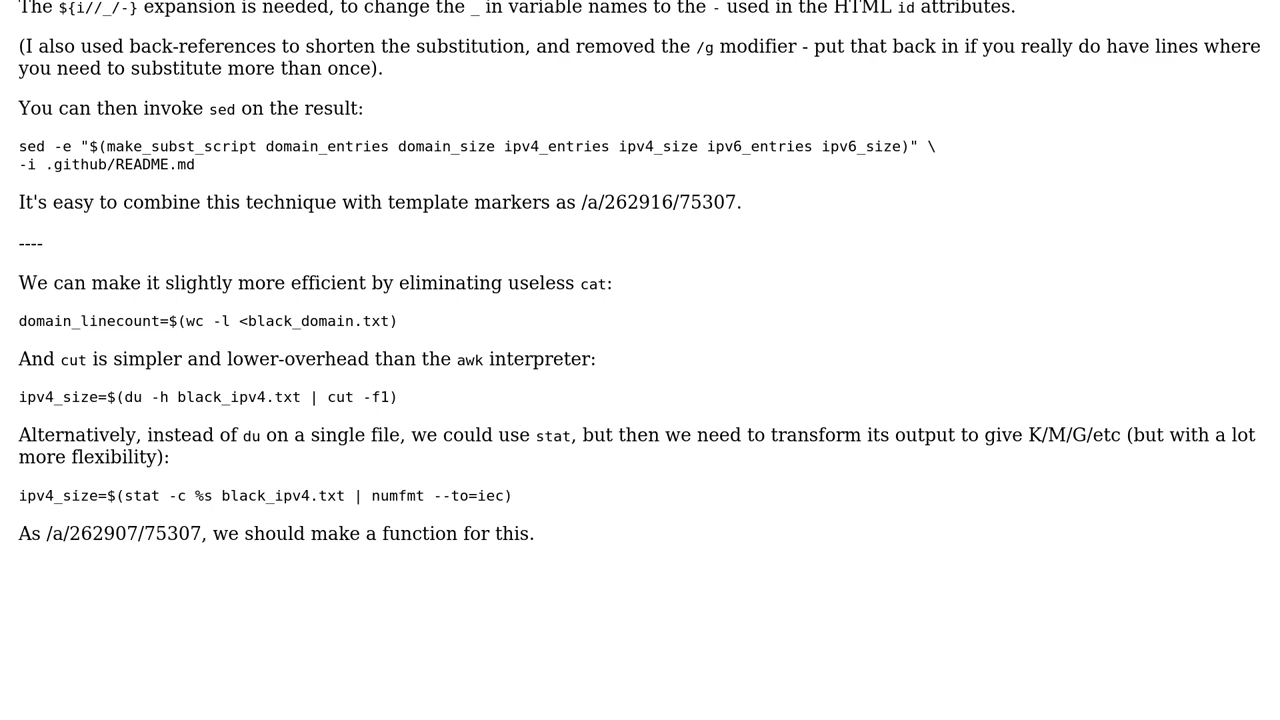 The ${i//_/-} expansion is needed, to change the _ in variable names to the - used in the HTML id attributes.
(I also used back-references to shorten the substitution, and removed the /g modifier - put that back in if you really do have lines where
you need to substitute more than once).
You can then invoke sed on the result:
sed -e "$(make_subst_script domain_entries domain_size ipv4_entries ipv4_size ipv6_entries ipv6_size)" \
-i .github/README.md
It's easy to combine this technique with template markers as /a/262916/75307.
----
We can make it slightly more efficient by eliminating useless cat:
domain_linecount=$(wc -l <black_domain.txt)
And cut is simpler and lower-overhead than the awk interpreter:
ipv4_size=$(du -h black_ipv4.txt | cut -f1)
Alternatively, instead of du on a single file, we could use stat, but then we need to transform its output to give K/M/G/etc (but with a lot
more flexibility):
ipv4_size=$(stat -c %s black_ipv4.txt | numfmt --to=iec)
As /a/262907/75307, we should make a function for this.